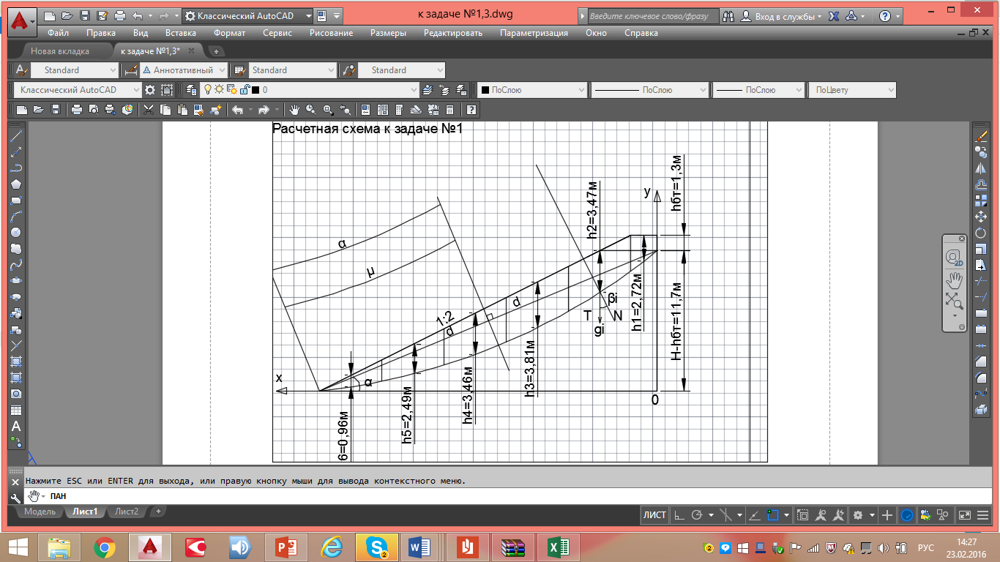 к задаче №1,3.dwg
Классический AutoCAD
Введите ключевое слово/фразу
Вход в службы
Файл Правка Вид Вставка Формат Сервис Рисование Размеры Редактировать Параметризация Окно Справка
Новая вкладка
к задаче №1,3*
Standard
Аннотативный
Standard
Standard
Классический AutoCAD
0
ПоСлою
ПоСлою
ПоСлою
ПоЦвету
Расчетная схема к задаче №1
hбт=1,3м
h2=3,47м
y
α
μ
d
1:2
d
βi
T
N
gi
h1=2,72м
H-hбт=11,7м
h3=3,81м
x
α
0
h4=3,46м
h5=2,49м
6=0,96м
2D
Нажмите ESC или ENTER для выхода, или правую кнопку мыши для вывода контекстного меню.
ПАН
Модель
Лист1
Лист2
ЛИСТ
РУС
14:27
23.02.2016